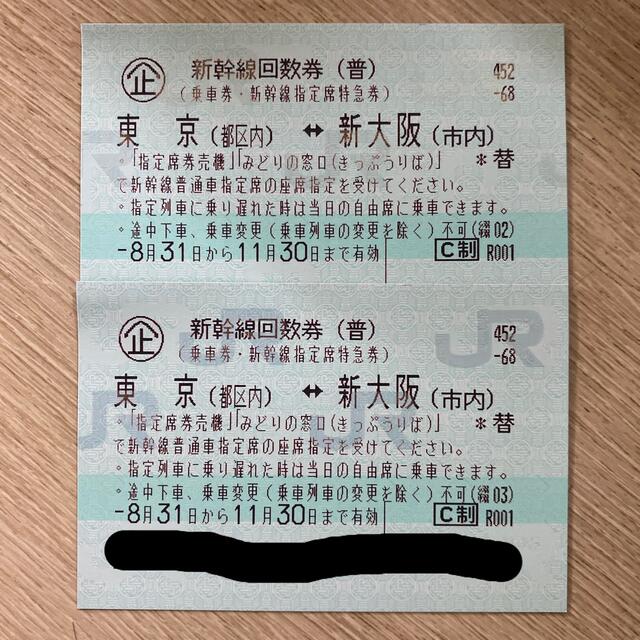 企 新幹線回数券(普) 452
(乗車券・新幹線指定席特急券) -68
東 京(都区内) ↔ 新大阪(市内)
・「指定席券売機」「みどりの窓口(きっぷうりば)」 *替
で新幹線普通車指定席の座席指定を受けてください。
・指定列車に乗り遅れた時は当日の自由席に乗車できます。
・途中下車、乗車変更(乗車列車の変更を除く)不可(綴02)
-8月31日から11月30日まで有効 C制 R001
企 新幹線回数券(普) 452
(乗車券・新幹線指定席特急券) -68
東 京(都区内) ↔ 新大阪(市内)
・「指定席券売機」「みどりの窓口(きっぷうりば)」 *替
で新幹線普通車指定席の座席指定を受けてください。
・指定列車に乗り遅れた時は当日の自由席に乗車できます。
・途中下車、乗車変更(乗車列車の変更を除く)不可(綴03)
-8月31日から11月30日まで有効 C制 R001
JR